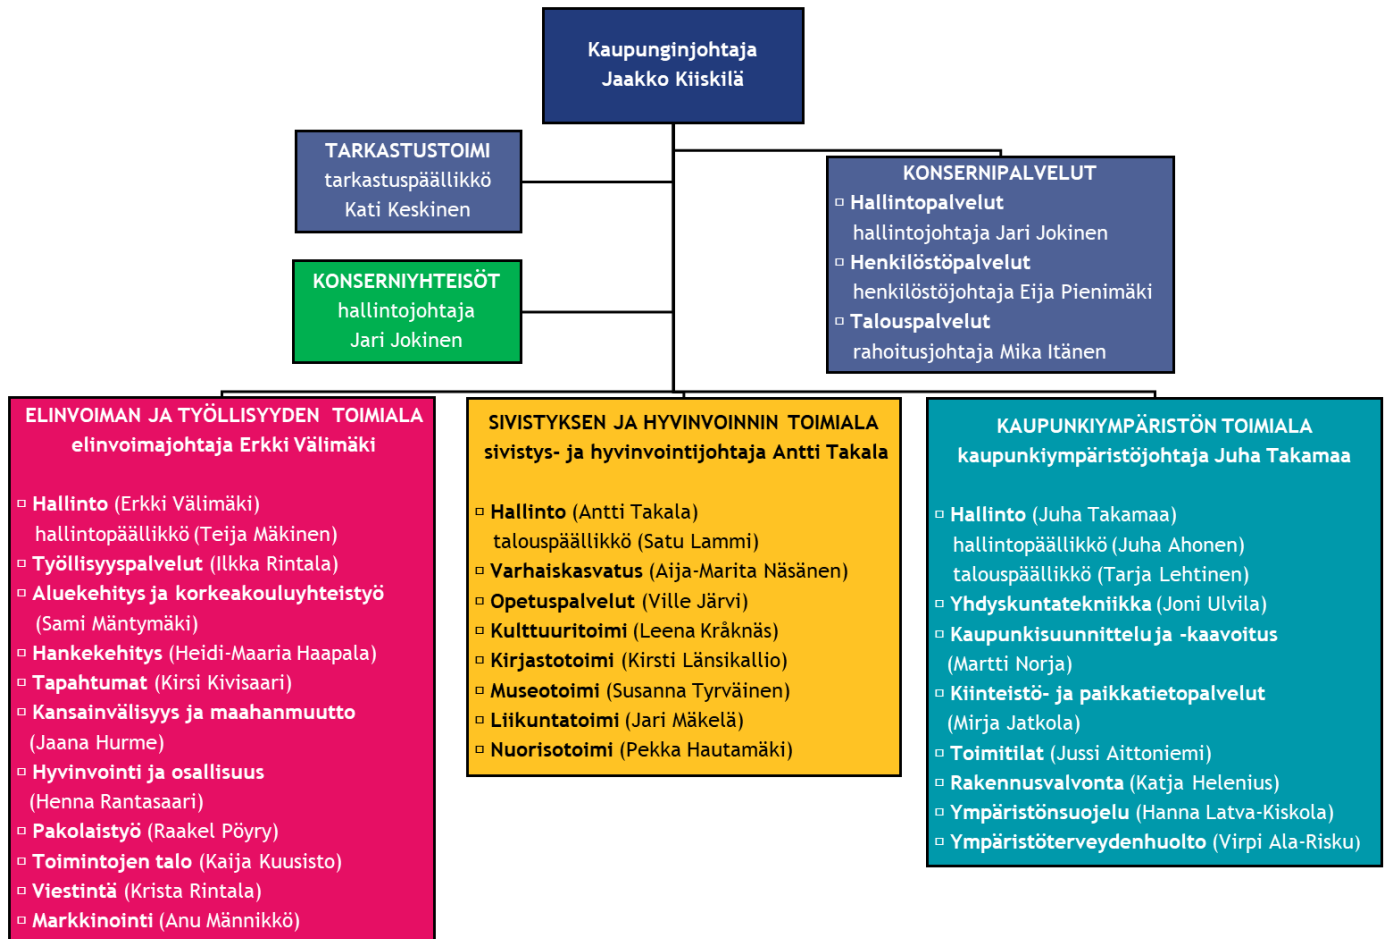 Kaupunginjohtaja
Jaakko Kiiskilä
TARKASTUSTOIMI
tarkastuspäällikkö
Kati Keskinen
KONSERNIPALVELUT
Hallintopalvelut
hallintojohtaja Jari Jokinen
Henkilöstöpalvelut
henkilöstöjohtaja Eija Pienimäki
Talouspalvelut
rahoitusjohtaja Mika Itänen
KONSERNIYHTEISÖT
hallintojohtaja
Jari Jokinen
ELINVOIMAN JA TYÖLLISYYDEN TOIMIALA
elinvoimajohtaja Erkki Välimäki
Hallinto (Erkki Välimäki)
hallintopäällikkö (Teija Mäkinen)
Työllisyyspalvelut (Ilkka Rintala)
Aluekehitys ja korkeakouluyhteistyö
(Sami Mäntymäki)
Hankekehitys (Heidi-Maaria Haapala)
Tapahtumat (Kirsi Kivisaari)
Kansainvälisyys ja maahanmuutto
(Jaana Hurme)
Hyvinvointi ja osallisuus
(Henna Rantasaari)
Pakolaistyö (Raakel Pöyry)
Toimintojen talo (Kaija Kuusisto)
Viestintä (Krista Rintala)
Markkinointi (Anu Männikkö)
SIVISTYKSEN JA HYVINVOINNIN TOIMIALA
sivistys- ja hyvinvointijohtaja Antti Takala
Hallinto (Antti Takala)
talouspäällikkö (Satu Lammi)
Varhaiskasvatus (Aija-Marita Näsänen)
Opetuspalvelut (Ville Järvi)
Kulttuuritoimi (Leena Kråknäs)
Kirjastotoimi (Kirsti Länsikallio)
Museotoimi (Susanna Tyrväinen)
Liikuntatoimi (Jari Mäkelä)
Nuorisotoimi (Pekka Hautamäki)
KAUPUNKIYMPÄRISTÖN TOIMIALA
kaupunkiympäristöjohtaja Juha Takamaa
Hallinto (Juha Takamaa)
hallintopäällikkö (Juha Ahonen)
talouspäällikkö (Tarja Lehtinen)
Yhdyskuntatekniikka (Joni Ulvila)
Kaupunkisuunnittelu ja -kaavoitus
(Martti Norja)
Kiinteistö- ja paikkatietopalvelut
(Mirja Jatkola)
Toimitilat (Jussi Aittoniemi)
Rakennusvalvonta (Katja Helenius)
Ympäristönsuojelu (Hanna Latva-Kiskola)
Ympäristöterveydenhuolto (Virpi Ala-Risku)